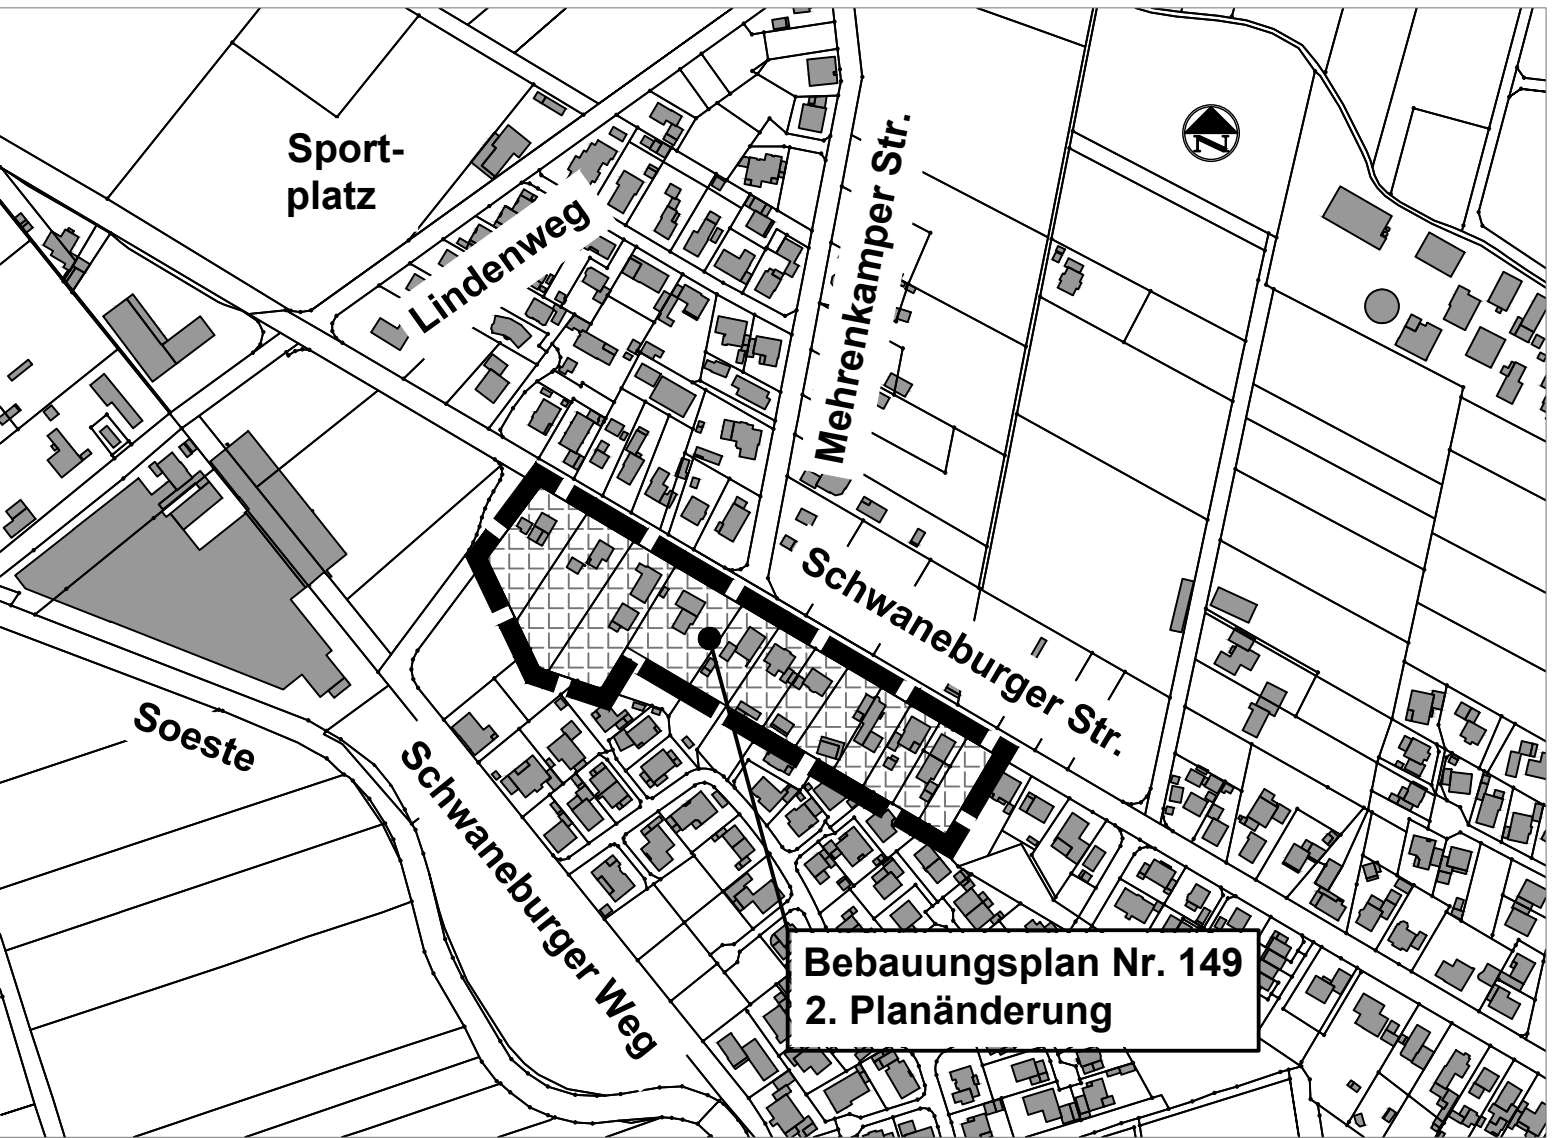 Sport-
platz
Lindenweg
Mehrenkamper Str.
N
Schwaneburger Str.
Soeste
Schwaneburger Weg
Bebauungsplan Nr. 149
2. Planänderung